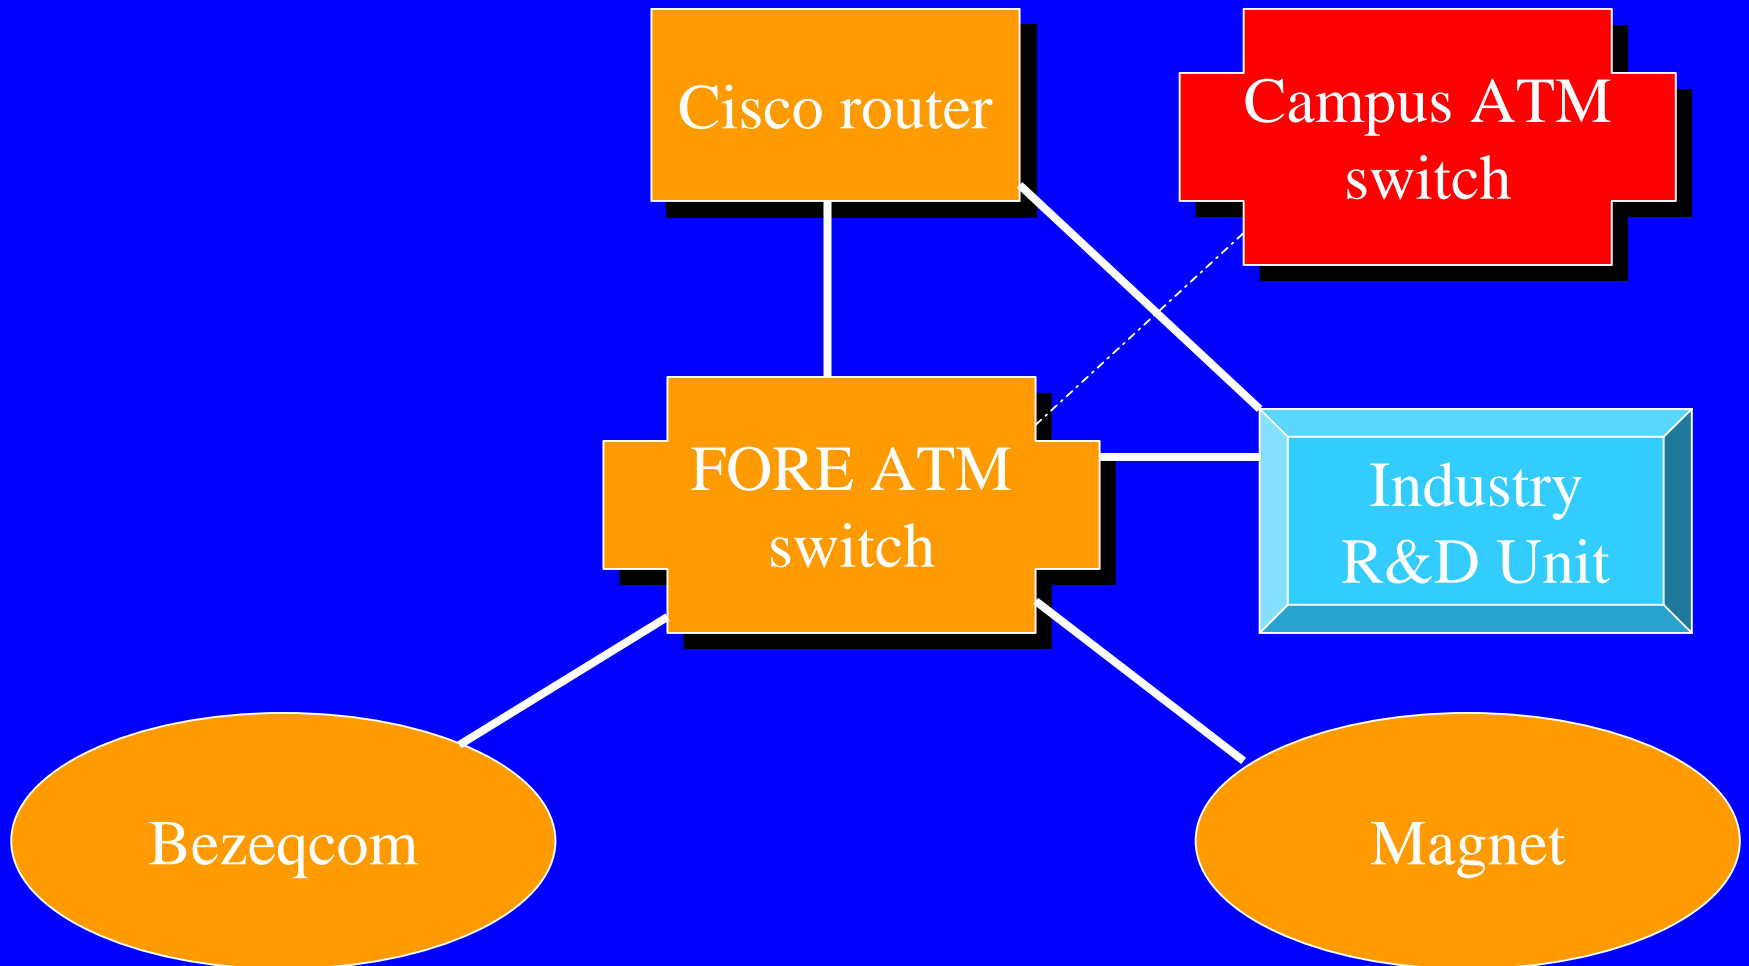 Cisco router
Campus ATM
switch
FORE ATM
switch
Industry
R&D Unit
Bezeqcom
Magnet